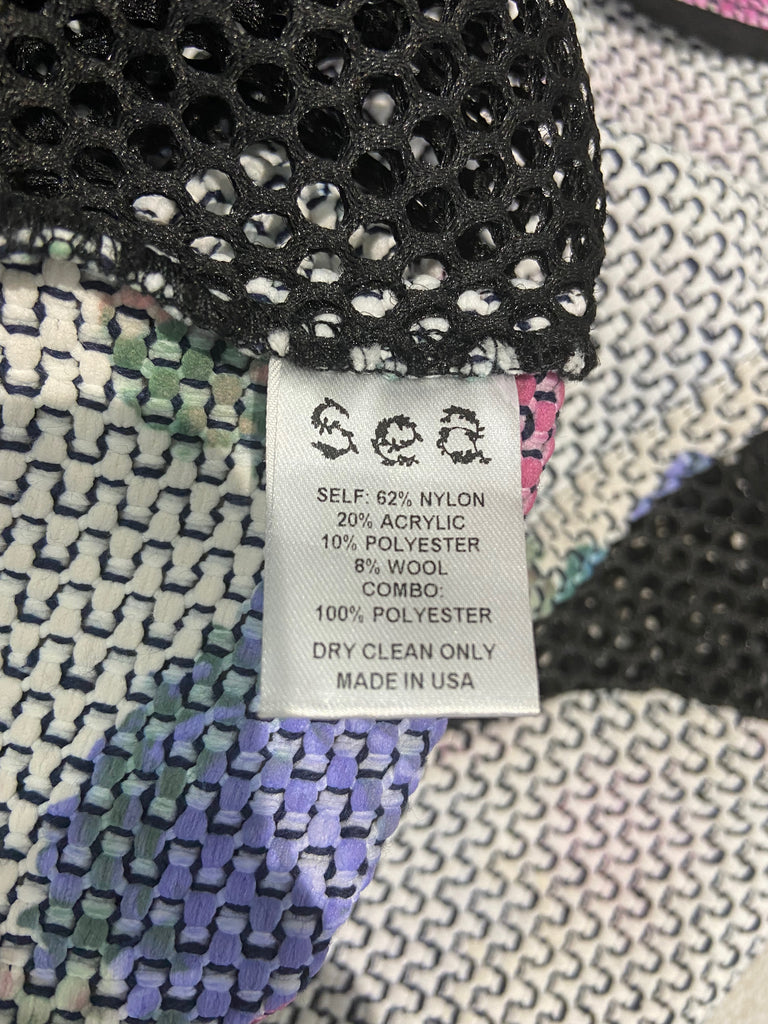 Sea
SELF: 62% NYLON
20% ACRYLIC
10% POLYESTER
8% WOOL
COMBO:
100% POLYESTER
DRY CLEAN ONLY
MADE IN USA